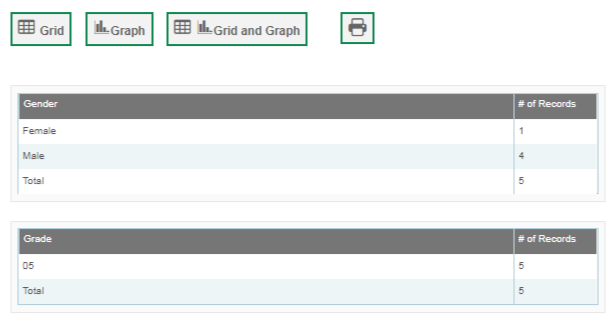 Grid Graph Grid and Graph
Gender # of Records
Female 1
Male 4
Total 5
Grade # of Records
05 5
Total 5